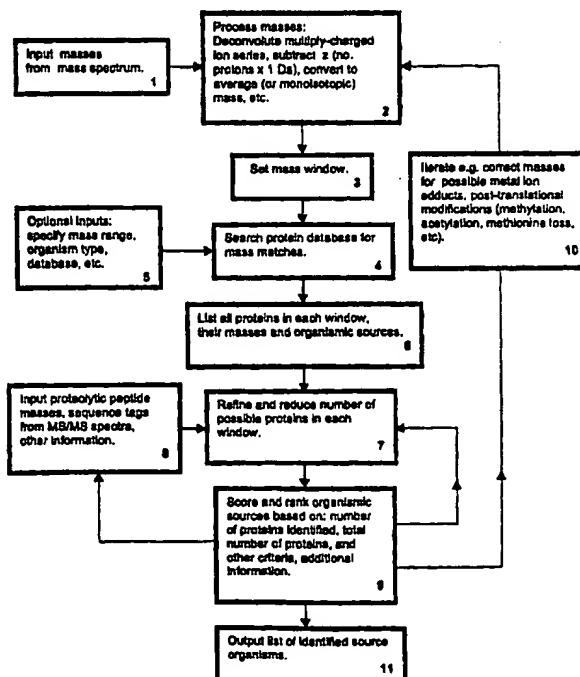 Input masses
from mass spectrum.
1
Process masses:
Deconvolute multiply-charged
ion series, subtract z (no.
protons x 1 Da), convert to
average (or monoisotopic)
mass, etc.
2
Set mass window.
3
Optional inputs:
specify mass range,
organism type,
database, etc.
5
Search protein database for
mass matches.
4
Iterate e.g. correct masses
for possible metal ion
adducts, post-translational
modifications (methylation,
acetylation, methionine loss,
etc).
10
List all proteins in each window,
their masses and organismic sources.
6
Input proteolytic peptide
masses, sequence tags
from MS/MS spectra,
other information.
8
Refine and reduce number of
possible proteins in each
window.
7
Score and rank organismic
sources based on: number
of proteins identified, total
number of proteins, and
other criteria, additional
information.
9
Output list of identified source
organisms.
11